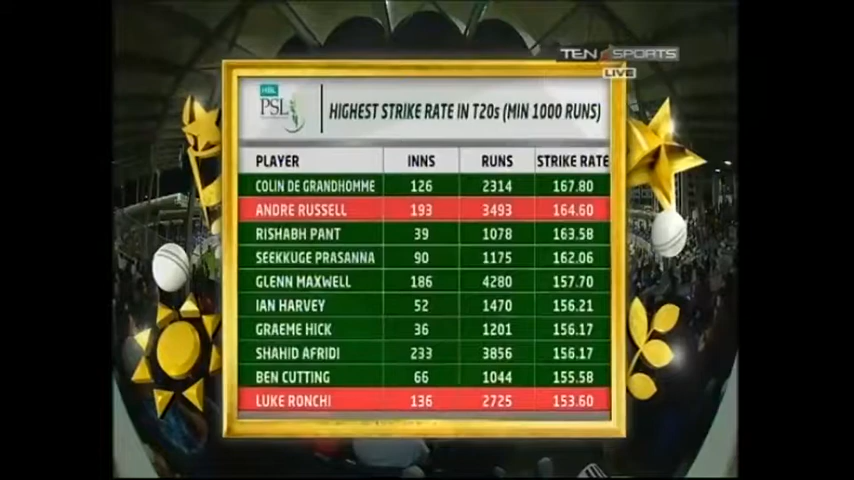 TEN SPORTS
LIVE
HBL
PSL
HIGHEST STRIKE RATE IN T20s (MIN 1000 RUNS)
PLAYER INNS RUNS STRIKE RATE
COLIN DE GRANDHOMME 126 2314 167.80
ANDRE RUSSELL 193 3493 164.60
RISHABH PANT 39 1078 163.58
SEEKKUGE PRASANNA 90 1175 162.06
GLENN MAXWELL 186 4280 157.70
IAN HARVEY 52 1470 156.21
GRAEME HICK 36 1201 156.17
SHAHID AFRIDI 233 3856 156.17
BEN CUTTING 66 1044 155.58
LUKE RONCHI 136 2725 153.60